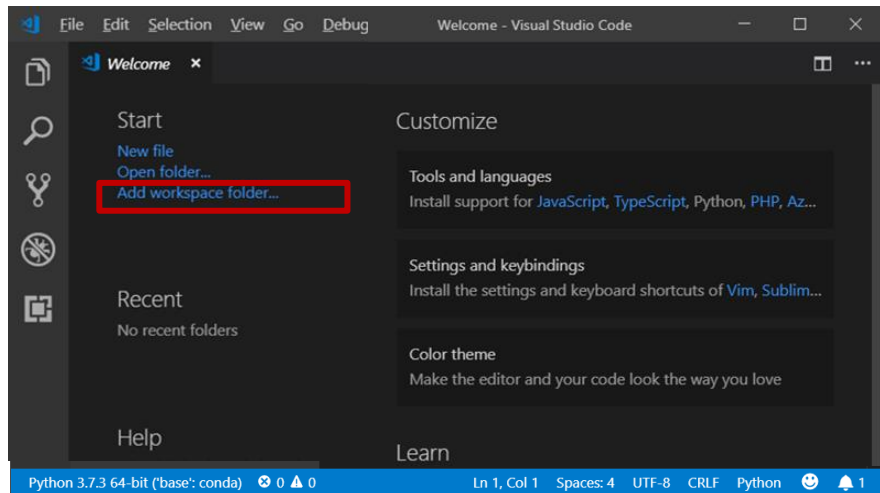 File Edit Selection View Go Debug Welcome - Visual Studio Code
Welcome
Start
New file
Open folder...
Add workspace folder...
Recent
No recent folders
Help
Customize
Tools and languages
Install support for JavaScript, TypeScript, Python, PHP, Az...
Settings and keybindings
Install the settings and keyboard shortcuts of Vim, Sublim...
Color theme
Make the editor and your code look the way you love
Learn
Python 3.7.3 64-bit ('base': conda) 0 0 Ln 1, Col 1 Spaces: 4 UTF-8 CRLF Python 1